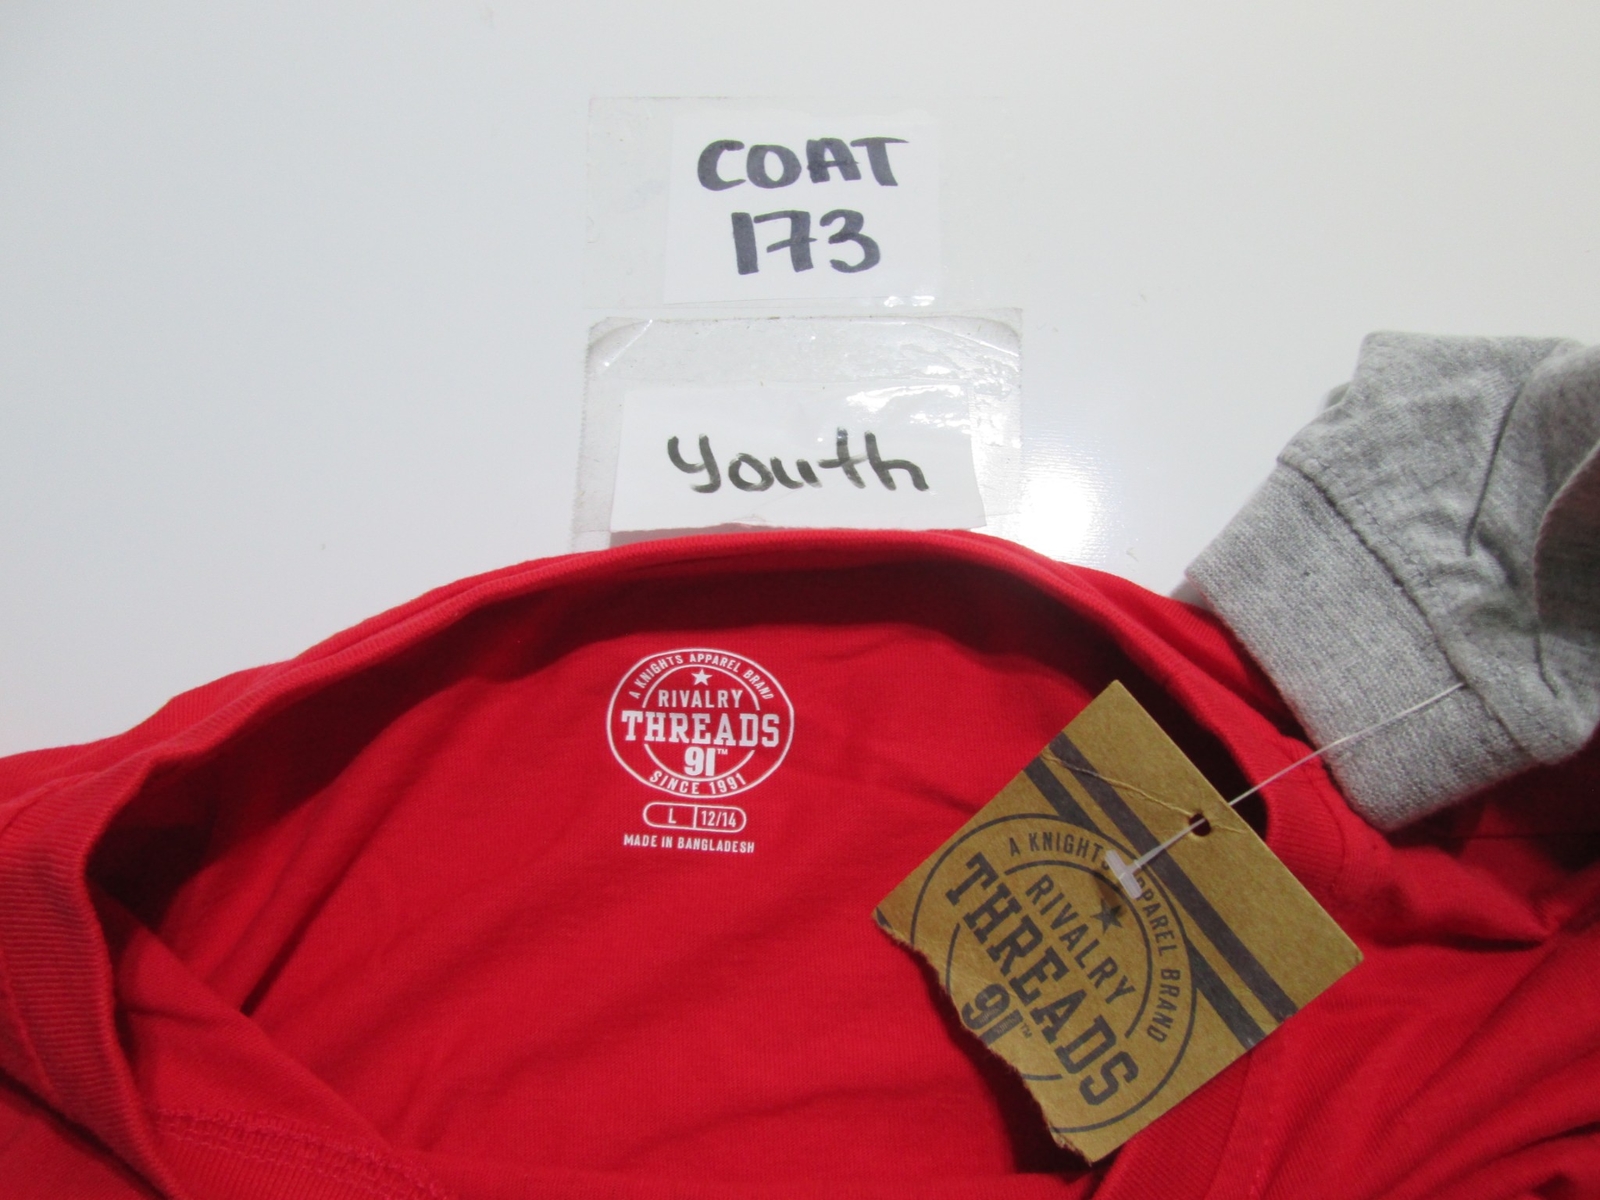 COAT
173
Youth
A KNIGHTS APPAREL BRAND
RIVALRY
THREADS
91™
SINCE 1991
L 12/14
MADE IN BANGLADESH
A KNIGHTS APPAREL BRAND
RIVALRY
THREADS
91™